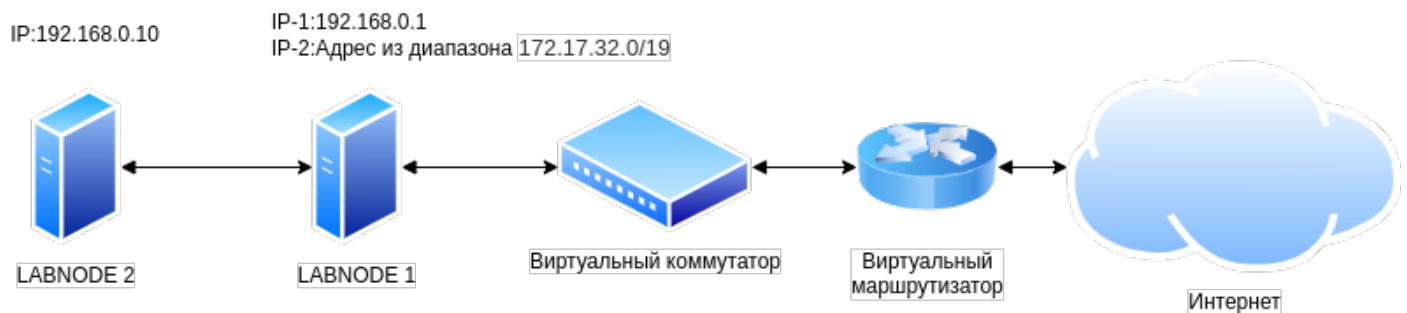 IP:192.168.0.10
IP-1:192.168.0.1
IP-2:Адрес из диапазона 172.17.32.0/19
LABNODE 2
LABNODE 1
Виртуальный коммутатор
Виртуальный
маршрутизатор
Интернет